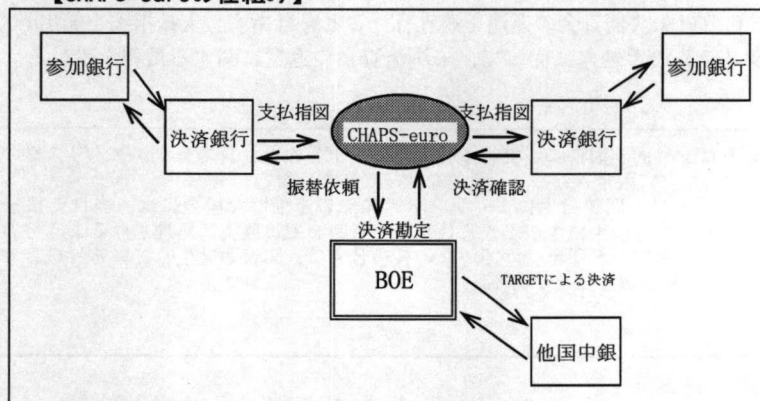 【CHAPS-euroの仕組み】
参加銀行
参加銀行
決済銀行
支払指図
CHAPS-euro
支払指図
決済銀行
振替依頼
決済確認
決済勘定
BOE
TARGETによる決済
他国中銀